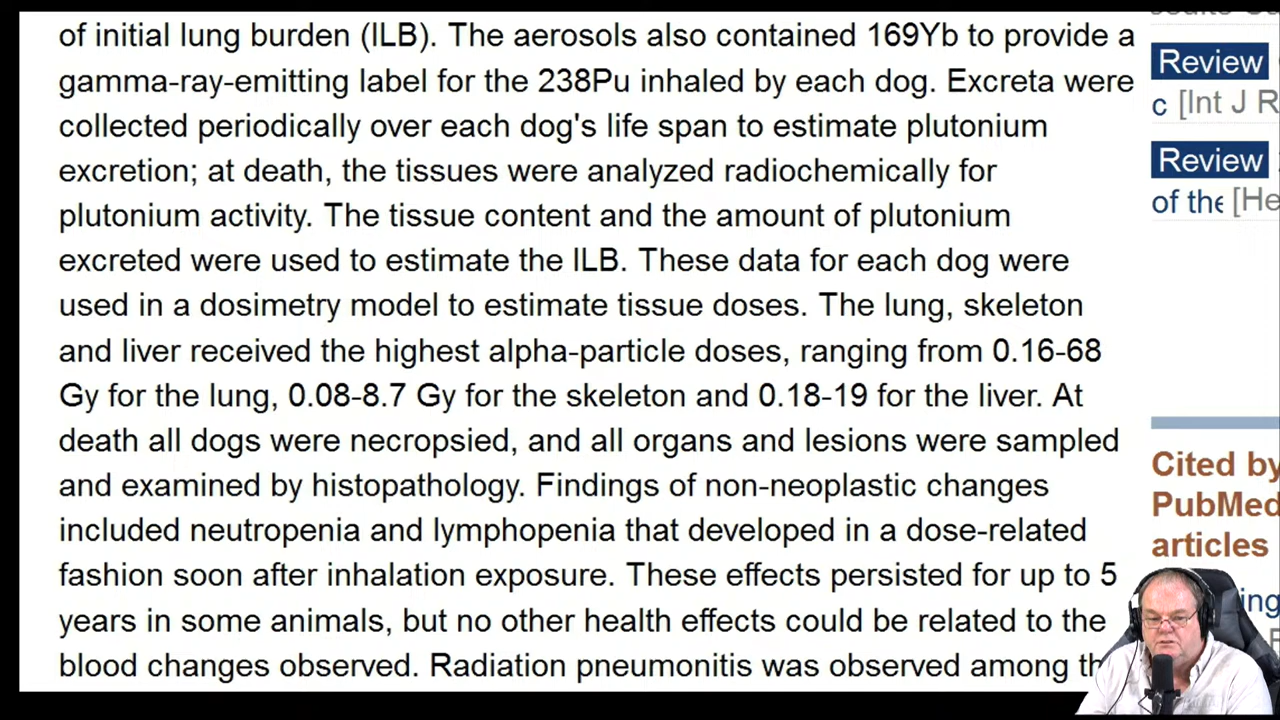 of initial lung burden (ILB). The aerosols also contained 169Yb to provide a
gamma-ray-emitting label for the 238Pu inhaled by each dog. Excreta were
collected periodically over each dog's life span to estimate plutonium
excretion; at death, the tissues were analyzed radiochemically for
plutonium activity. The tissue content and the amount of plutonium
excreted were used to estimate the ILB. These data for each dog were
used in a dosimetry model to estimate tissue doses. The lung, skeleton
and liver received the highest alpha-particle doses, ranging from 0.16-68
Gy for the lung, 0.08-8.7 Gy for the skeleton and 0.18-19 for the liver. At
death all dogs were necropsied, and all organs and lesions were sampled
and examined by histopathology. Findings of non-neoplastic changes
included neutropenia and lymphopenia that developed in a dose-related
fashion soon after inhalation exposure. These effects persisted for up to 5
years in some animals, but no other health effects could be related to the
blood changes observed. Radiation pneumonitis was observed among th
Review
c [Int J R
Review
of the [He
Cited by
PubMed
articles
ing